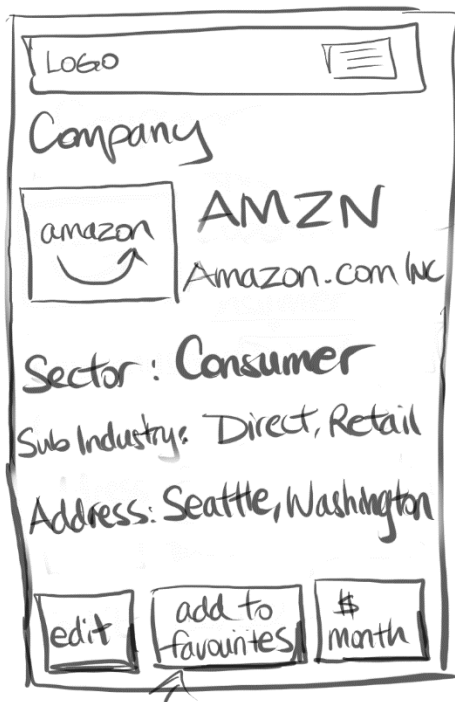 LOGO
Company
amazon
AMZN
Amazon.com INC
Sector: Consumer
Sub Industry: Direct, Retail
Address: Seattle, Washington
edit
add to
favourites
$
month